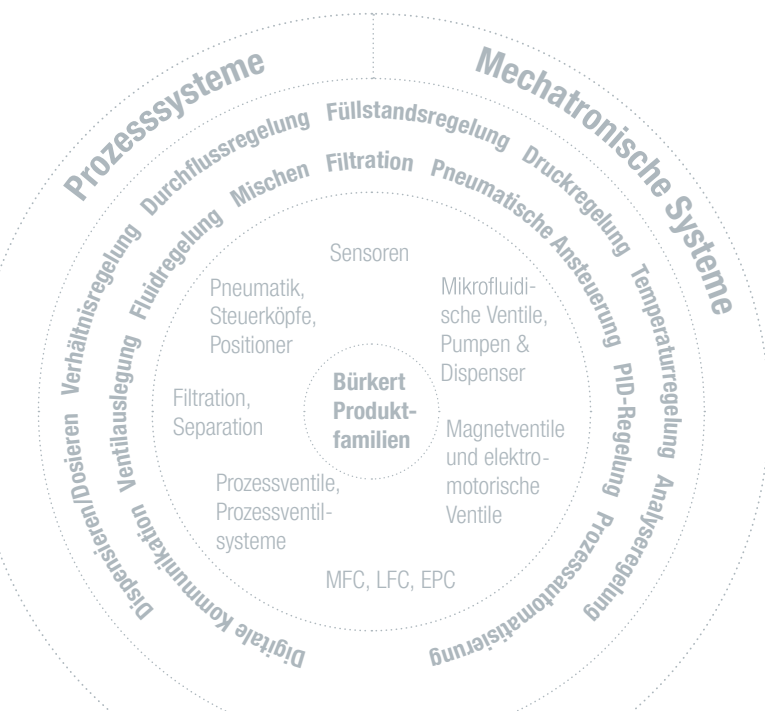 Prozesssysteme
Mechatronische Systeme
Dispensieren/Dosieren
Verhältnisregelung
Durchflussregelung
Füllstandsregelung
Druckregelung
Temperaturregelung
Analyseregelung
Digitale Kommunikation
Ventilauslegung
Fluidregelung
Mischen
Filtration
Pneumatische Ansteuerung
PID-Regelung
Prozessautomatisierung
Sensoren
Pneumatik,
Steuerköpfe,
Positioner
Mikrofluidi-
sche Ventile,
Pumpen &
Dispenser
Filtration,
Separation
Bürkert
Produkt-
familien
Magnetventile
und elektro-
motorische
Ventile
Prozessventile,
Prozessventil-
systeme
MFC, LFC, EPC